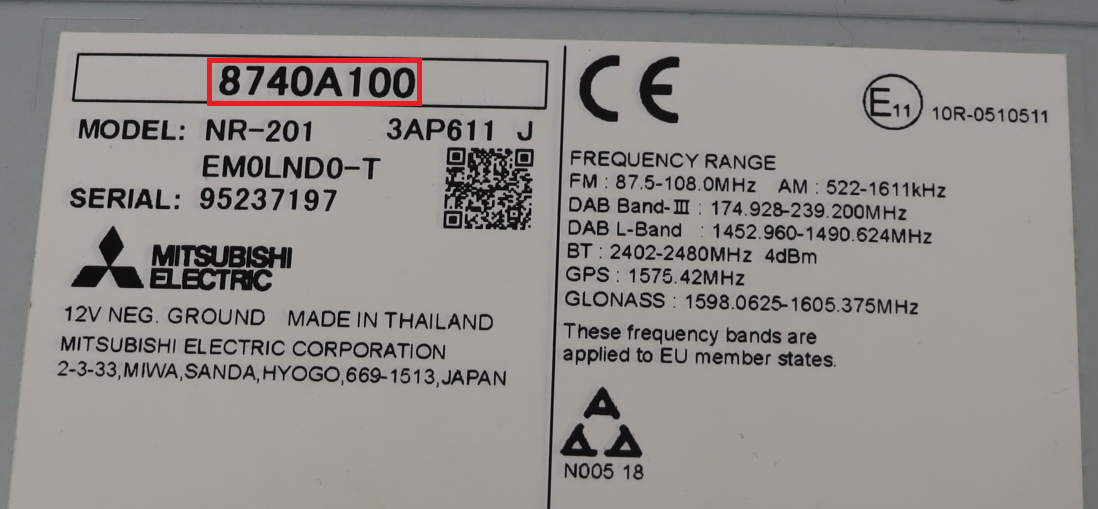 8740A100
MODEL: NR-201 3AP611 J
EM0LND0-T
SERIAL: 95237197
MITSUBISHI
ELECTRIC
12V NEG. GROUND MADE IN THAILAND
MITSUBISHI ELECTRIC CORPORATION
2-3-33,MIWA,SANDA,HYOGO,669-1513,JAPAN
CE
E11 10R-0510511
FREQUENCY RANGE
FM : 87.5-108.0MHz AM : 522-1611kHz
DAB Band-III : 174.928-239.200MHz
DAB L-Band : 1452.960-1490.624MHz
BT : 2402-2480MHz 4dBm
GPS : 1575.42MHz
GLONASS : 1598.0625-1605.375MHz
These frequency bands are
applied to EU member states.
N005 18